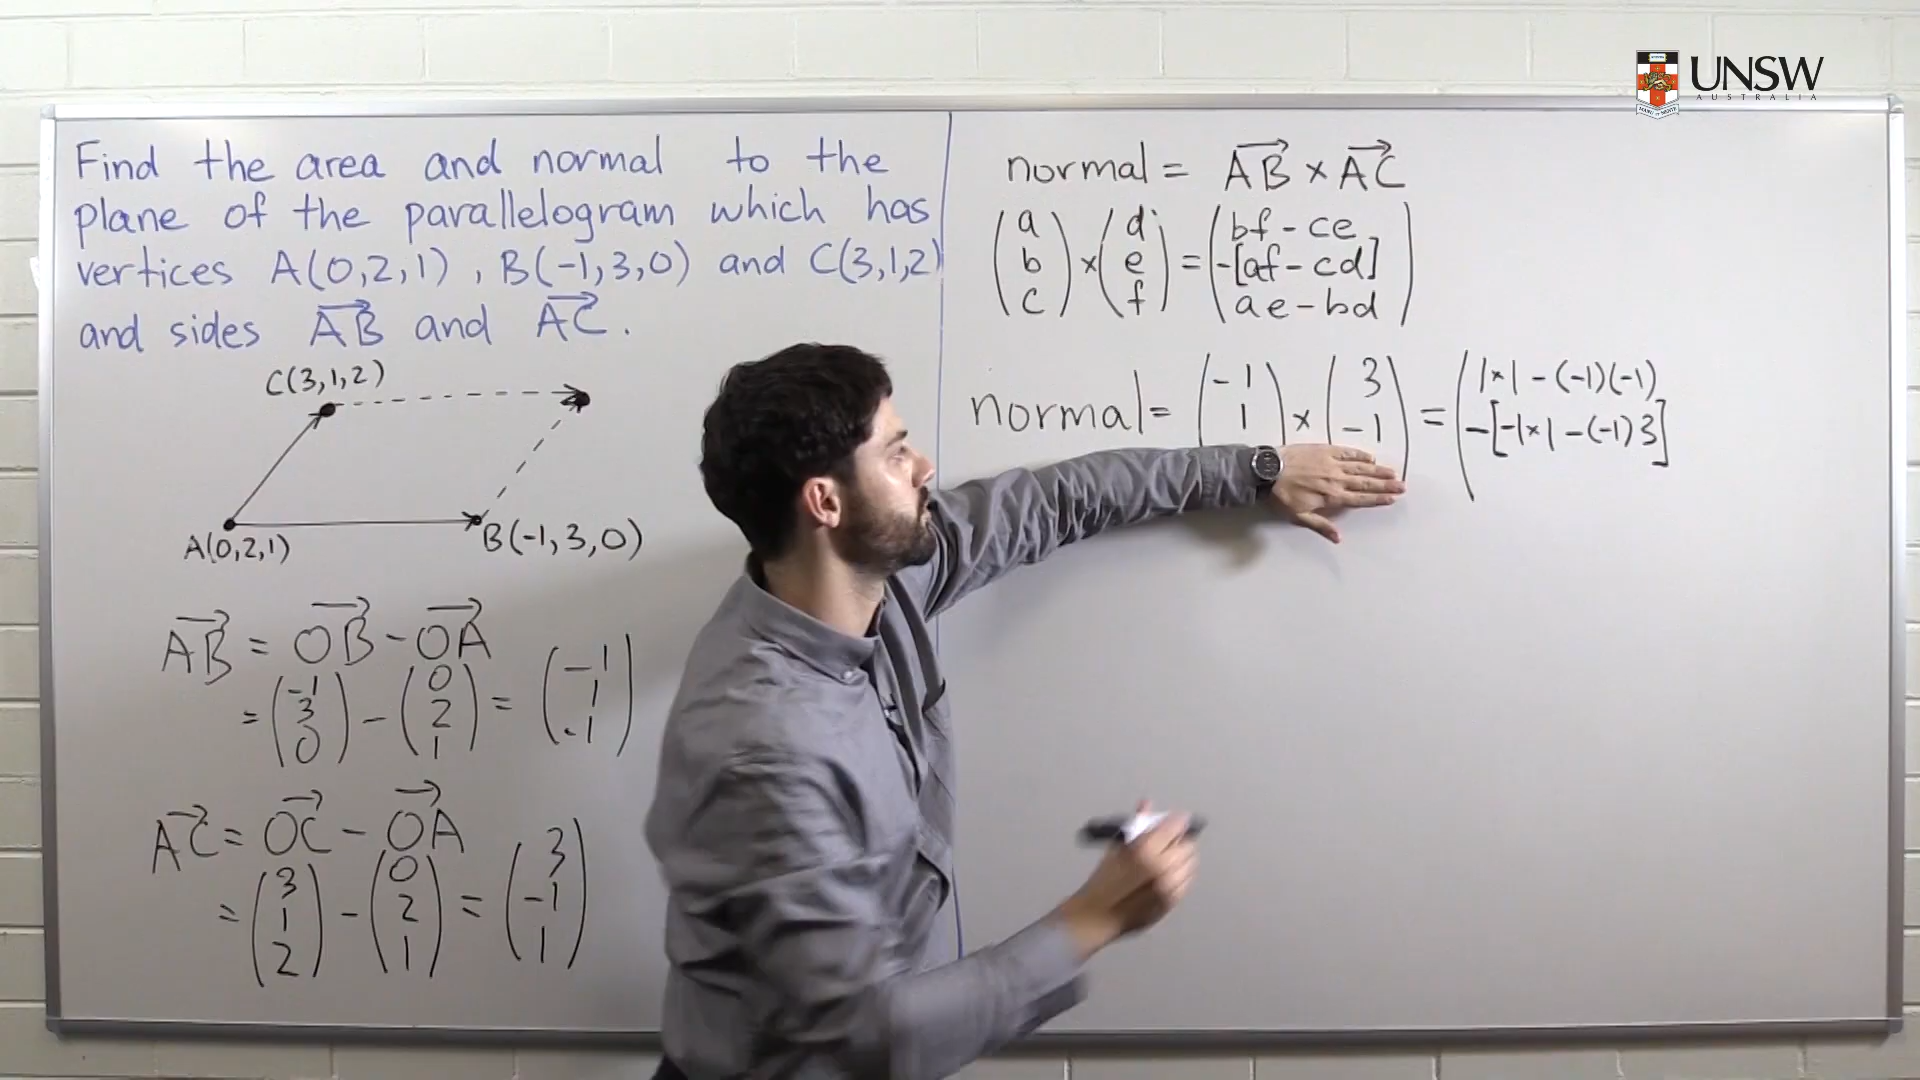 UNSW
AUSTRALIA
Find the area and normal to the
plane of the parallelogram which has
vertices A(0,2,1), B(-1,3,0) and C(3,1,2)
and sides AB and AC.
C(3,1,2)
A(0,2,1)
B(-1,3,0)
AB = OB - OA
= (-1 3 0) - (0 2 1) = (-1 1 -1)
AC = OC - OA
= (3 1 2) - (0 2 1) = (3 -1 1)
normal = AB × AC
(a b c) × (d e f) = (bf - ce -[af - cd] ae - bd)
normal = (-1 1) × (3 -1) = (1×1 - (-1)(-1) -[-1×1 - (-1)3])